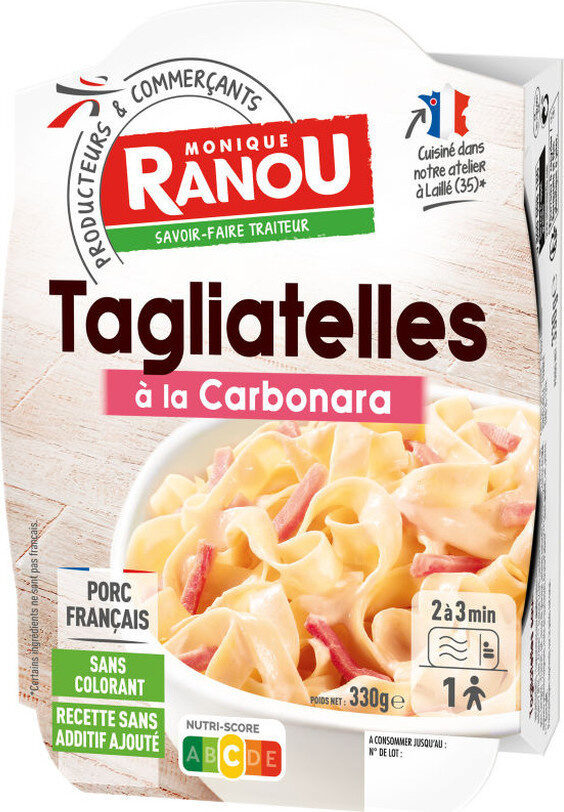 PRODUCTEURS & COMMERÇANTS
MONIQUE
RANOU
SAVOIR-FAIRE TRAITEUR
Cuisiné dans
notre atelier
à Laillé (35)*
Tagliatelles
à la Carbonara
*Certains ingrédients ne sont pas français.
PORC
FRANÇAIS
SANS
COLORANT
RECETTE SANS
ADDITIF AJOUTÉ
2 à 3 min
1
POIDS NET : 330g e
NUTRI-SCORE
A B C D E
A CONSOMMER JUSQU'AU :
N° DE LOT :